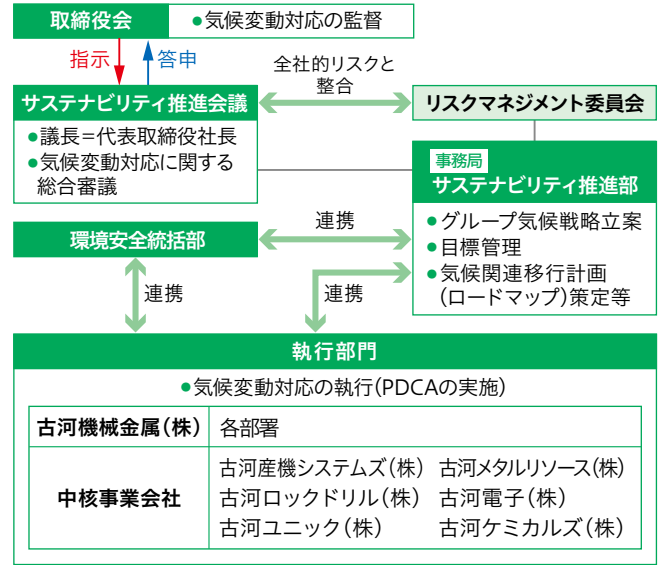 取締役会
●気候変動対応の監督
指示
答申
全社的リスクと
整合
サステナビリティ推進会議
リスクマネジメント委員会
●議長=代表取締役社長
●気候変動対応に関する
総合審議
事務局
サステナビリティ推進部
●グループ気候戦略立案
●目標管理
●気候関連移行計画
(ロードマップ)策定等
環境安全統括部
連携
連携
連携
執行部門
●気候変動対応の執行(PDCAの実施)
古河機械金属(株)
各部署
中核事業会社
古河産機システムズ(株) 古河メタルリソース(株)
古河ロックドリル(株) 古河電子(株)
古河ユニック(株) 古河ケミカルズ(株)